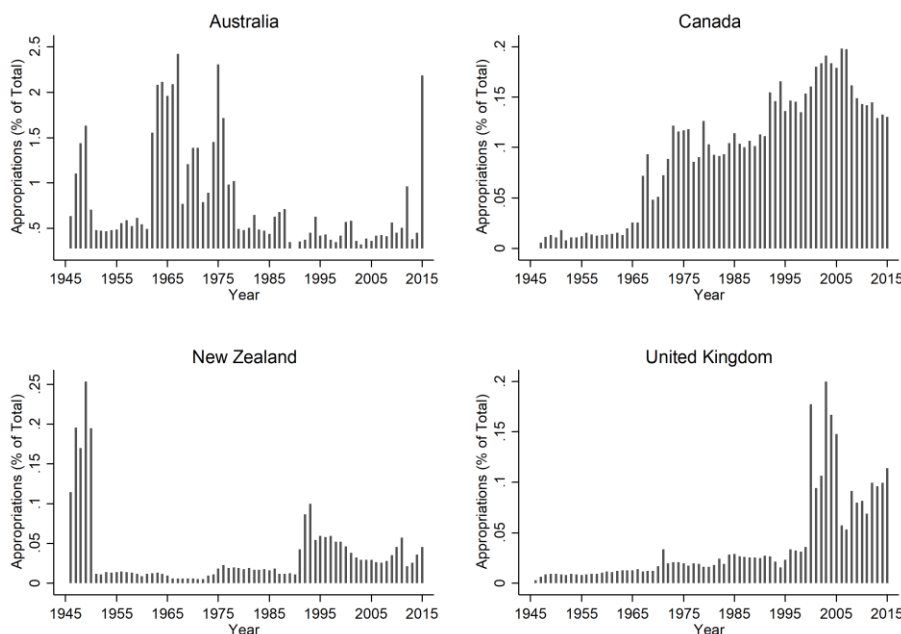 Australia
Appropriations (% of Total)
2.5
2
1.5
1
.5
1945 1955 1965 1975 1985 1995 2005 2015
Year
Canada
Appropriations (% of Total)
.2
.15
.1
.05
0
1945 1955 1965 1975 1985 1995 2005 2015
Year
New Zealand
Appropriations (% of Total)
.25
.2
.15
.1
.05
0
1945 1955 1965 1975 1985 1995 2005 2015
Year
United Kingdom
Appropriations (% of Total)
.2
.15
.1
.05
0
1945 1955 1965 1975 1985 1995 2005 2015
Year